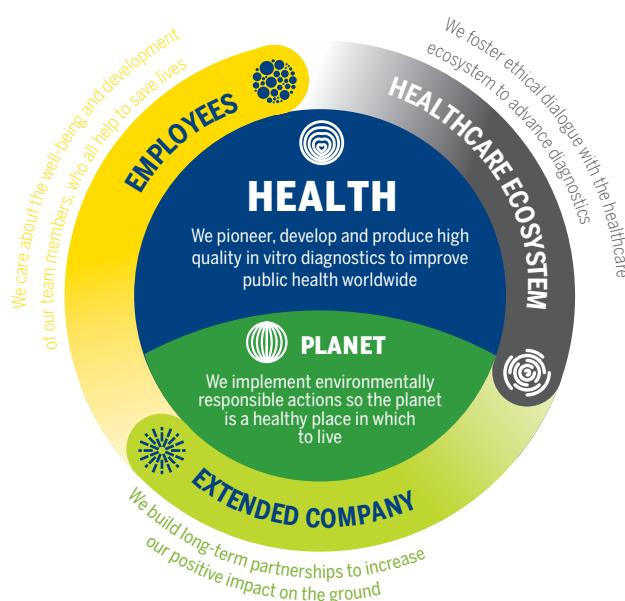 HEALTH
We pioneer, develop and produce high
quality in vitro diagnostics to improve
public health worldwide
PLANET
We implement environmentally
responsible actions so the planet
is a healthy place in which
to live
EMPLOYEES
We care about the well-being and development
of our team members, who all help to save lives
HEALTHCARE ECOSYSTEM
We foster ethical dialogue with the healthcare
ecosystem to advance diagnostics
EXTENDED COMPANY
We build long-term partnerships to increase
our positive impact on the ground